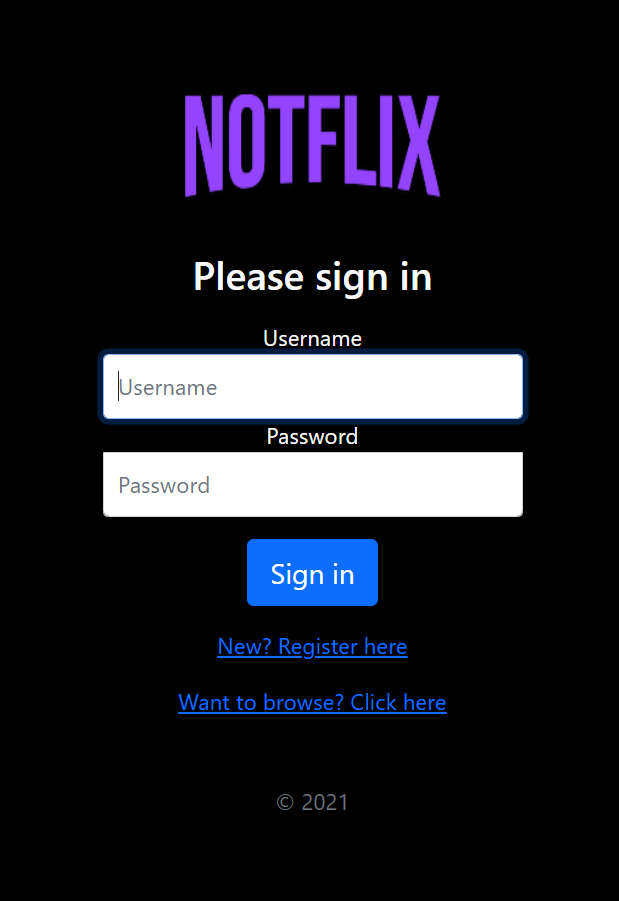 NOTFLIX
Please sign in
Username
Username
Password
Password
Sign in
New? Register here
Want to browse? Click here
© 2021